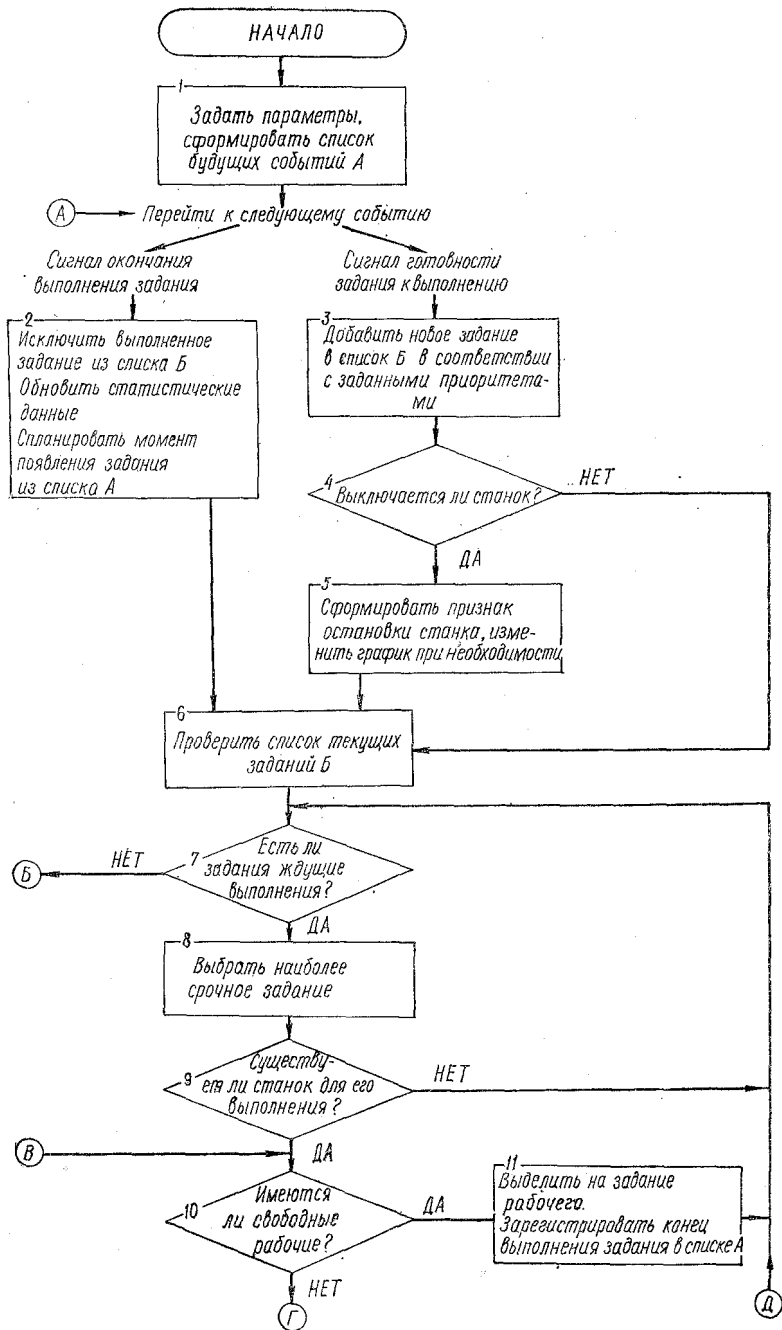 НАЧАЛО
1
Задать параметры,
сформировать список
будущих событий А
А
Перейти к следующему событию
Сигнал окончания
выполнения задания
Сигнал готовности
задания к выполнению
2
Исключить выполненное
задание из списка Б
Обновить статистические
данные
Спланировать момент
появления задания
из списка А
3
Добавить новое задание
в список Б в соответствии
с заданными приоритета-
ми
4
Выключается ли станок?
НЕТ
ДА
5
Сформировать признак
остановки станка, изме-
нить график при необходимости
6
Проверить список текущих
заданий Б
7
Есть ли
задания ждущие
выполнения?
НЕТ
Б
ДА
8
Выбрать наиболее
срочное задание
9
Существу-
ет ли станок для его
выполнения?
НЕТ
В
ДА
10
Имеются
ли свободные
рабочие?
ДА
11
Выделить на задание
рабочего.
Зарегистрировать конец
выполнения задания в списке А
НЕТ
Г
Д